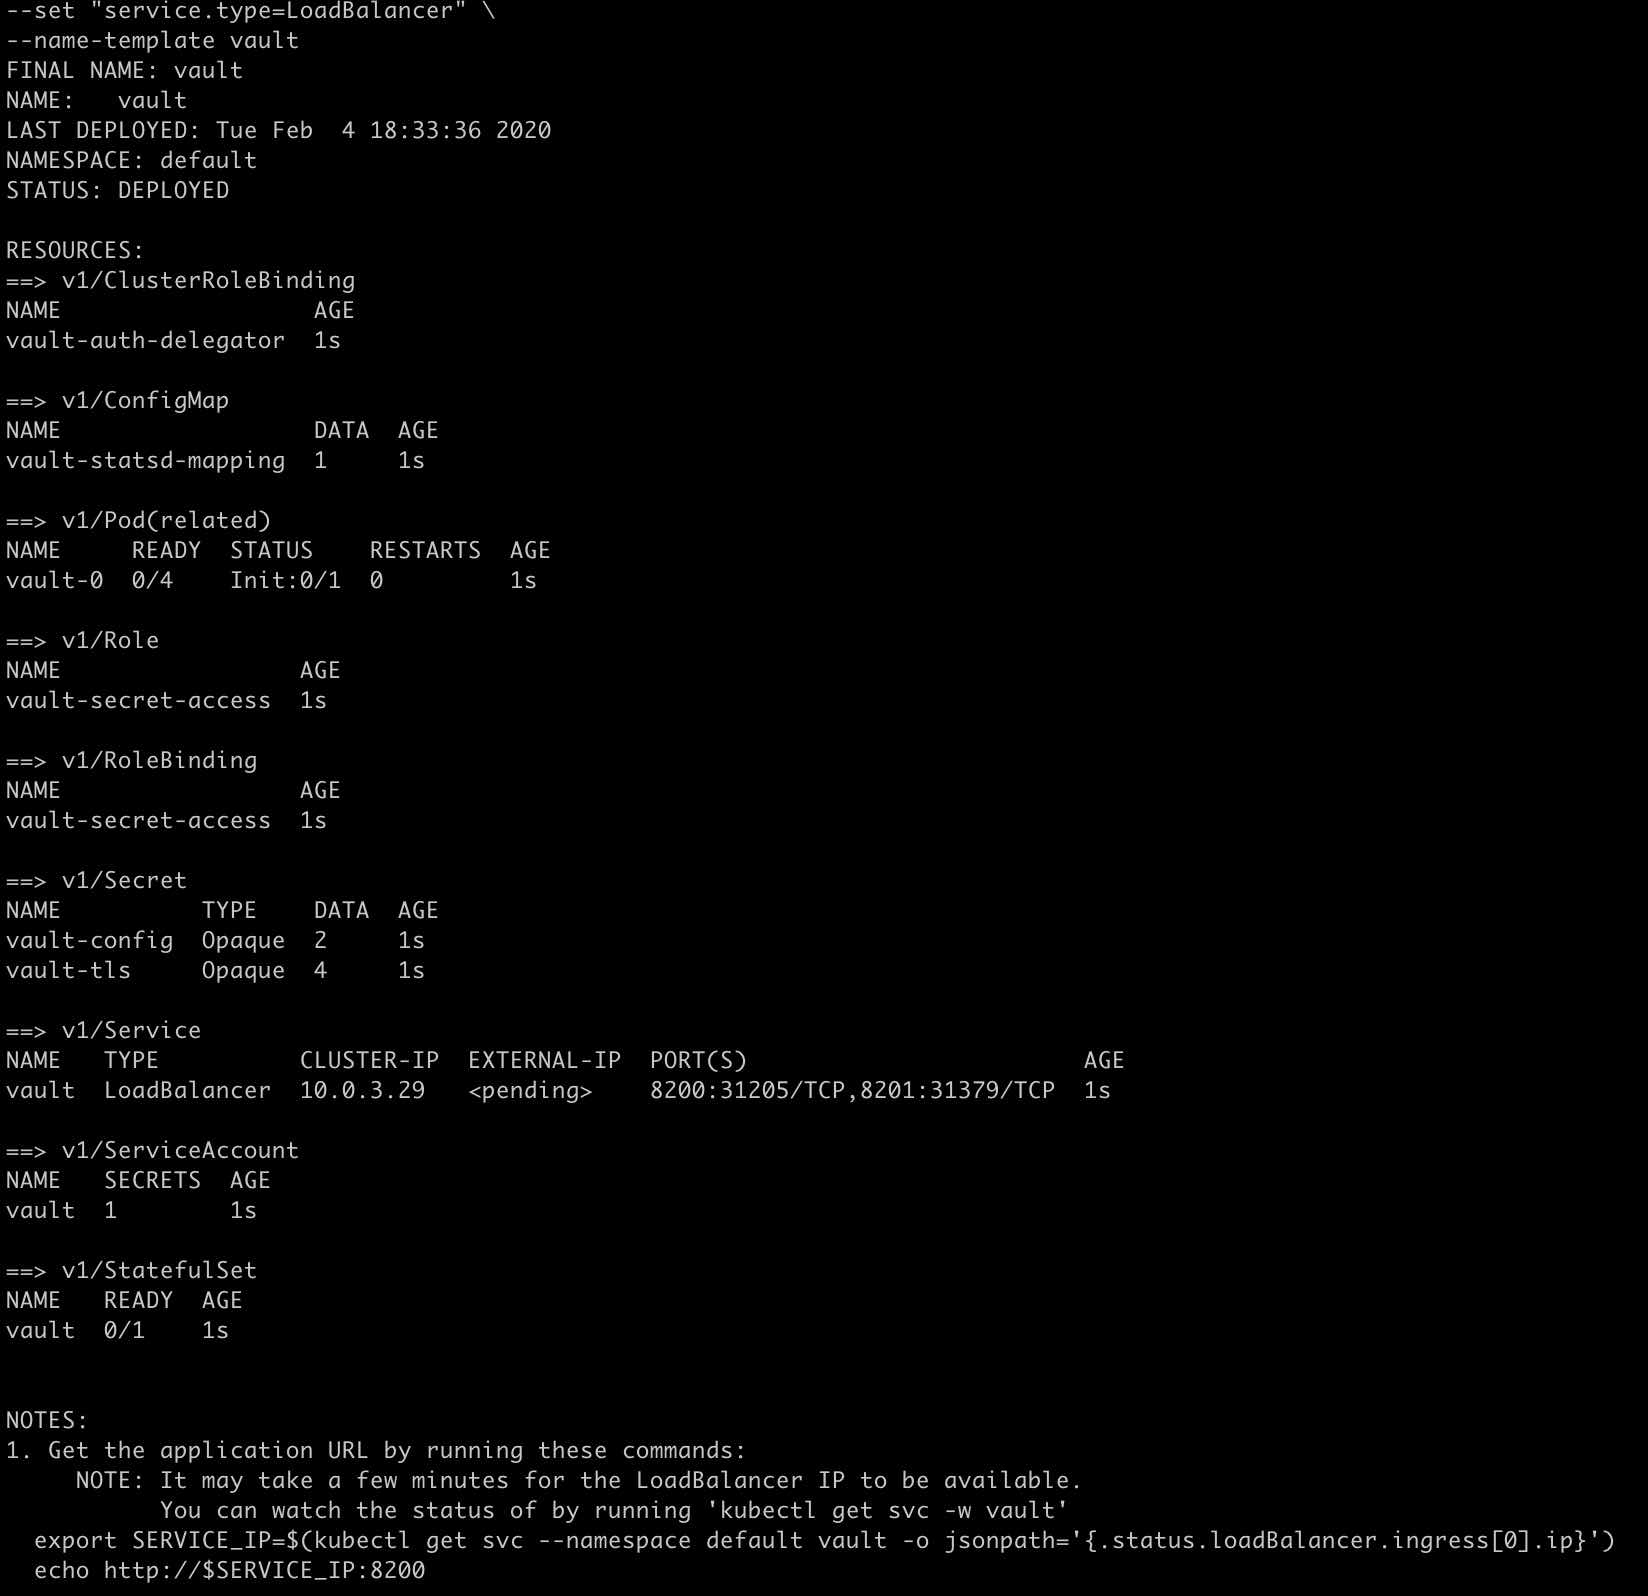 --set "service.type=LoadBalancer" \
--name-template vault
FINAL NAME: vault
NAME:   vault
LAST DEPLOYED: Tue Feb  4 18:33:36 2020
NAMESPACE: default
STATUS: DEPLOYED

RESOURCES:
==> v1/ClusterRoleBinding
NAME                  AGE
vault-auth-delegator  1s

==> v1/ConfigMap
NAME                  DATA  AGE
vault-statsd-mapping  1     1s

==> v1/Pod(related)
NAME     READY  STATUS    RESTARTS  AGE
vault-0  0/4    Init:0/1  0         1s

==> v1/Role
NAME                 AGE
vault-secret-access  1s

==> v1/RoleBinding
NAME                 AGE
vault-secret-access  1s

==> v1/Secret
NAME          TYPE    DATA  AGE
vault-config  Opaque  2     1s
vault-tls     Opaque  4     1s

==> v1/Service
NAME   TYPE          CLUSTER-IP  EXTERNAL-IP  PORT(S)                        AGE
vault  LoadBalancer  10.0.3.29   <pending>    8200:31205/TCP,8201:31379/TCP  1s

==> v1/ServiceAccount
NAME   SECRETS  AGE
vault  1        1s

==> v1/StatefulSet
NAME   READY  AGE
vault  0/1    1s


NOTES:
1. Get the application URL by running these commands:
     NOTE: It may take a few minutes for the LoadBalancer IP to be available.
           You can watch the status of by running 'kubectl get svc -w vault'
  export SERVICE_IP=$(kubectl get svc --namespace default vault -o jsonpath='{.status.loadBalancer.ingress[0].ip}')
  echo http://$SERVICE_IP:8200